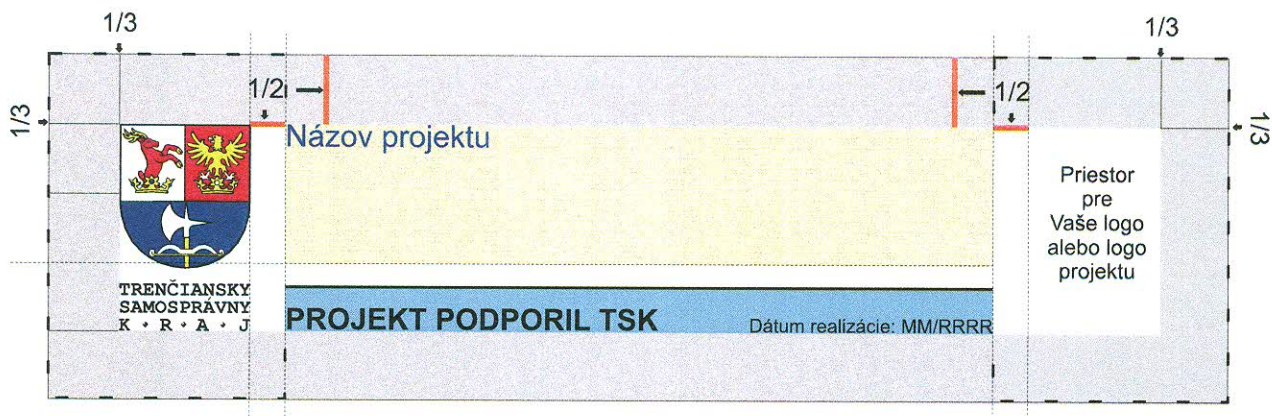 1/3
1/3
1/2
1/2
1/3
1/3
Názov projektu
Priestor
pre
Vaše logo
alebo logo
projektu
TRENČIANSKY
SAMOSPRÁVNY
K • R • A • J
PROJEKT PODPORIL TSK
Dátum realizácie: MM/RRRR